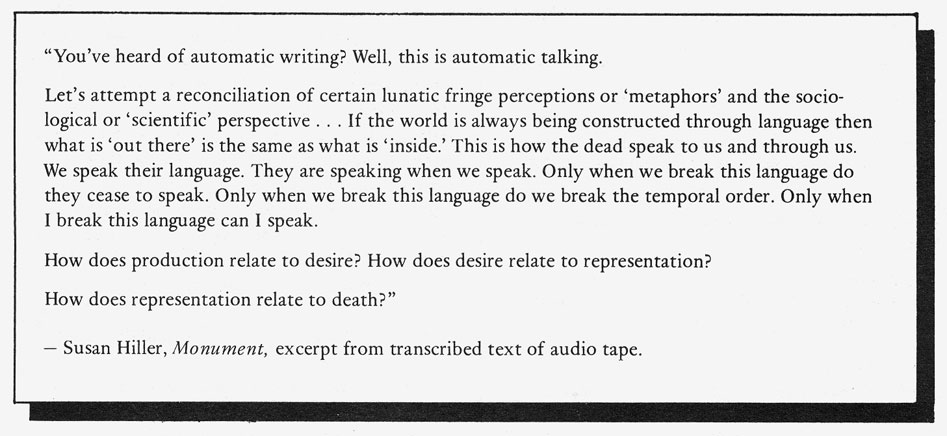 “You’ve heard of automatic writing? Well, this is automatic talking.
Let’s attempt a reconciliation of certain lunatic fringe perceptions or ‘metaphors’ and the socio-
logical or ‘scientific’ perspective . . . If the world is always being constructed through language then
what is ‘out there’ is the same as what is ‘inside.’ This is how the dead speak to us and through us.
We speak their language. They are speaking when we speak. Only when we break this language do
they cease to speak. Only when we break this language do we break the temporal order. Only when
I break this language can I speak.
How does production relate to desire? How does desire relate to representation?
How does representation relate to death?”
— Susan Hiller, Monument, excerpt from transcribed text of audio tape.